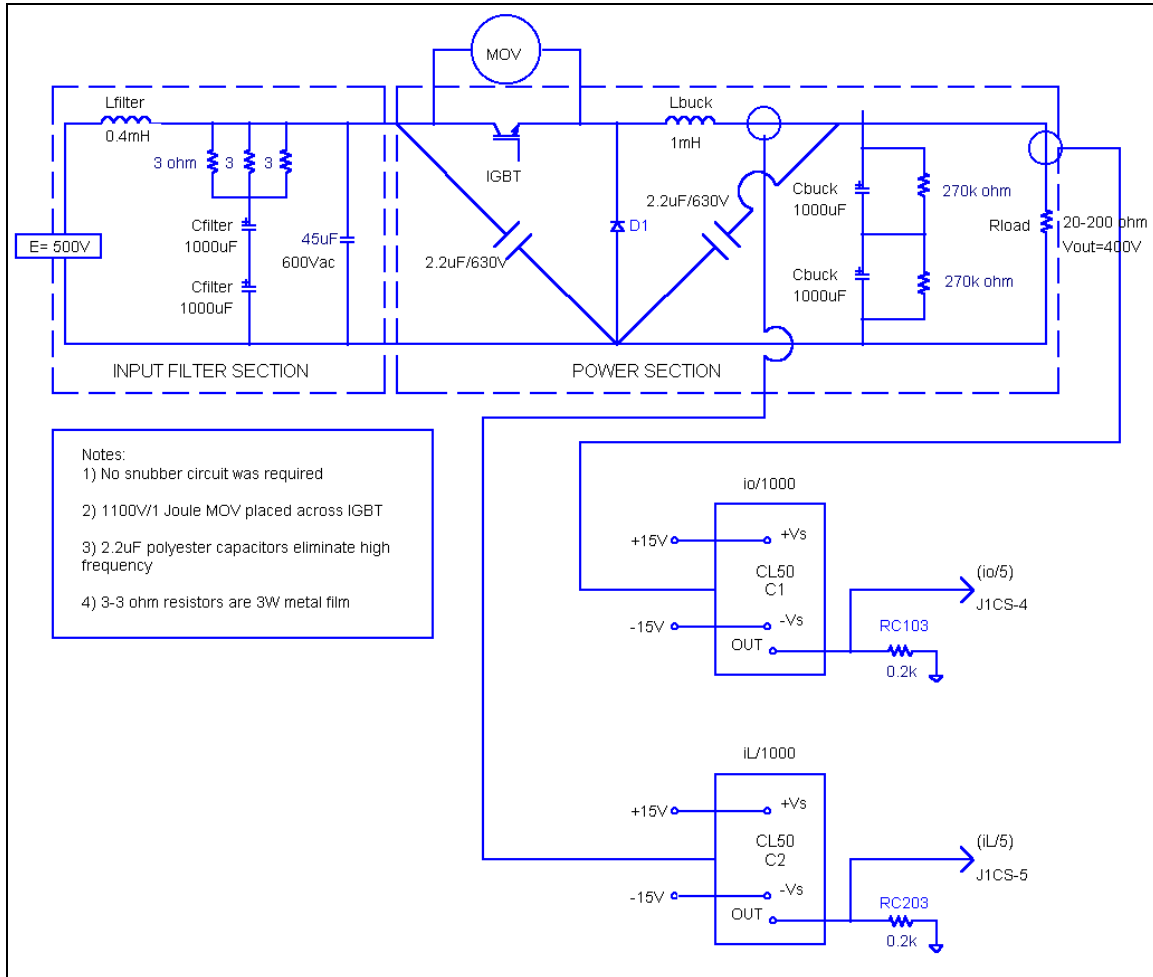 MOV
Lfilter
0.4mH
3 ohm
3
3
Cfilter
1000uF
Cfilter
1000uF
45uF
600Vac
E= 500V
IGBT
2.2uF/630V
D1
Lbuck
1mH
2.2uF/630V
Cbuck
1000uF
270k ohm
Cbuck
1000uF
270k ohm
Rload
20-200 ohm
Vout=400V
INPUT FILTER SECTION
POWER SECTION
Notes:
1) No snubber circuit was required
2) 1100V/1 Joule MOV placed across IGBT
3) 2.2uF polyester capacitors eliminate high
frequency
4) 3-3 ohm resistors are 3W metal film
io/1000
+15V
+Vs
CL50
C1
-15V
-Vs
OUT
(io/5)
J1CS-4
RC103
0.2k
iL/1000
+15V
+Vs
CL50
C2
-15V
-Vs
OUT
(iL/5)
J1CS-5
RC203
0.2k